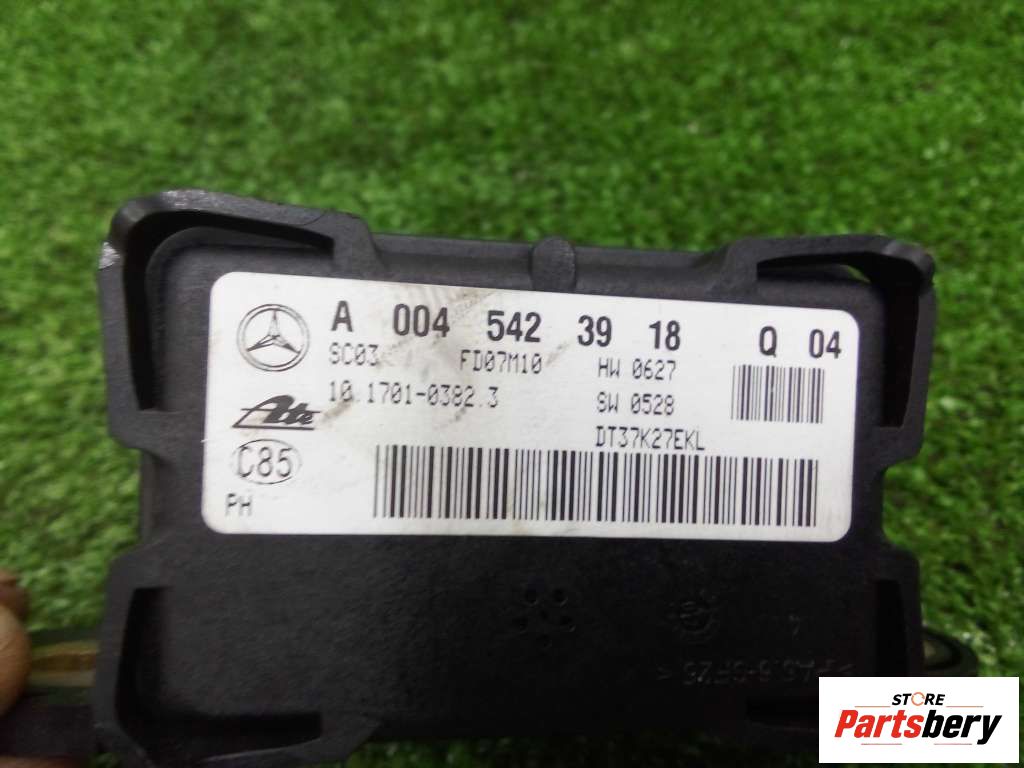 A 004 542 39 18 Q 04
SC03 FD07M10 HW 0627
10.1701-0382.3 SW 0528
Ate
DT37K27EKL
C85
PH
STORE
Partsbery